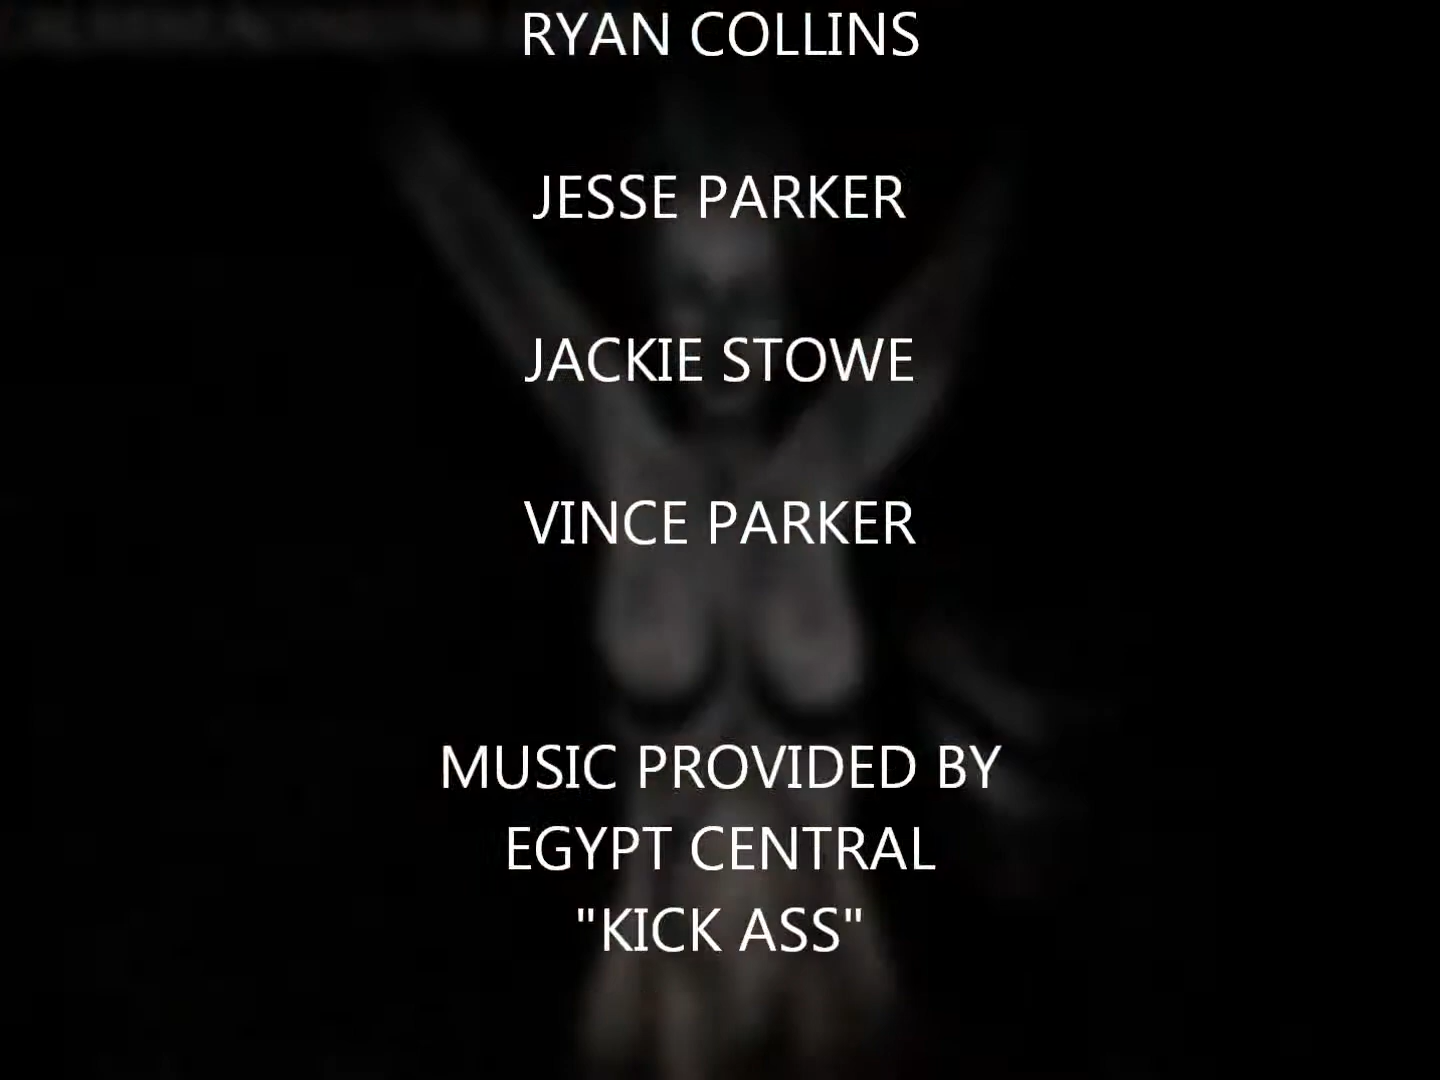 RYAN COLLINS
JESSE PARKER
JACKIE STOWE
VINCE PARKER
MUSIC PROVIDED BY
EGYPT CENTRAL
"KICK ASS"